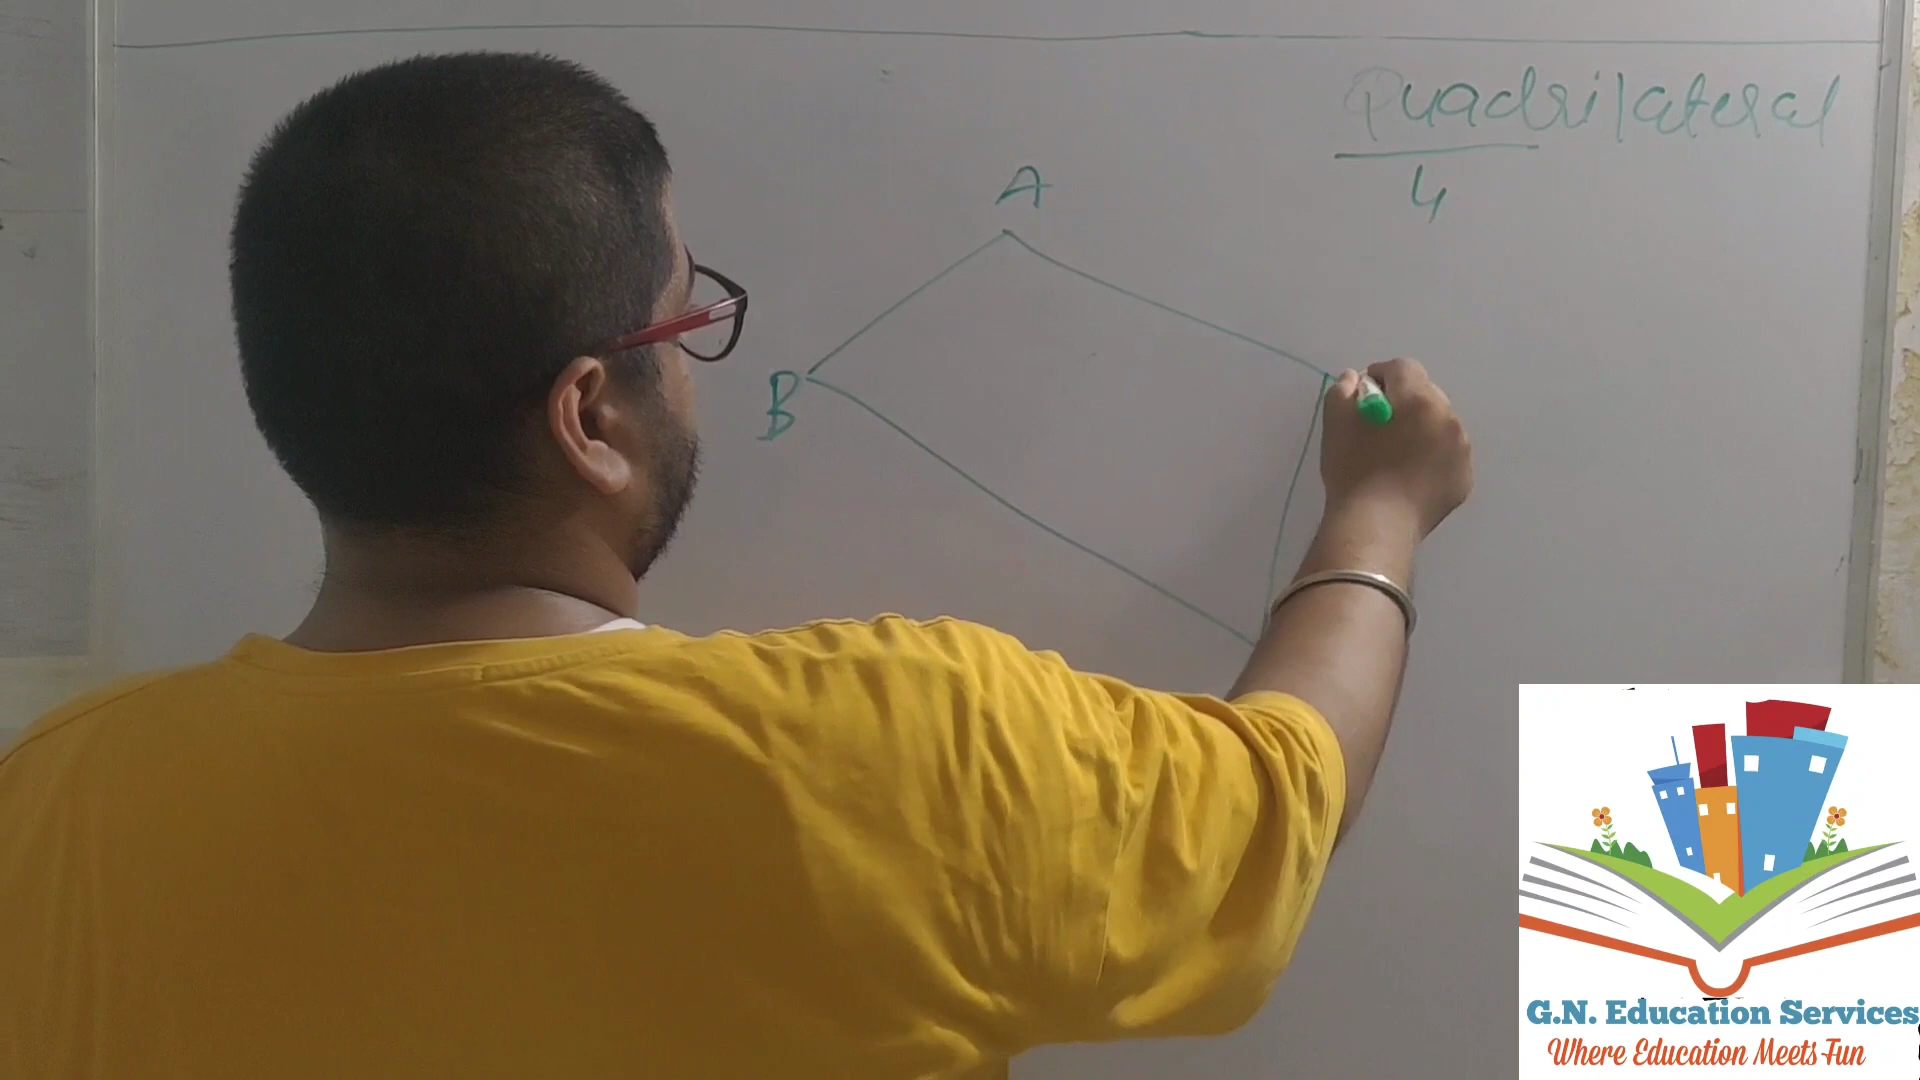 Quadrilateral
4
A
B
G.N. Education Services
Where Education Meets Fun